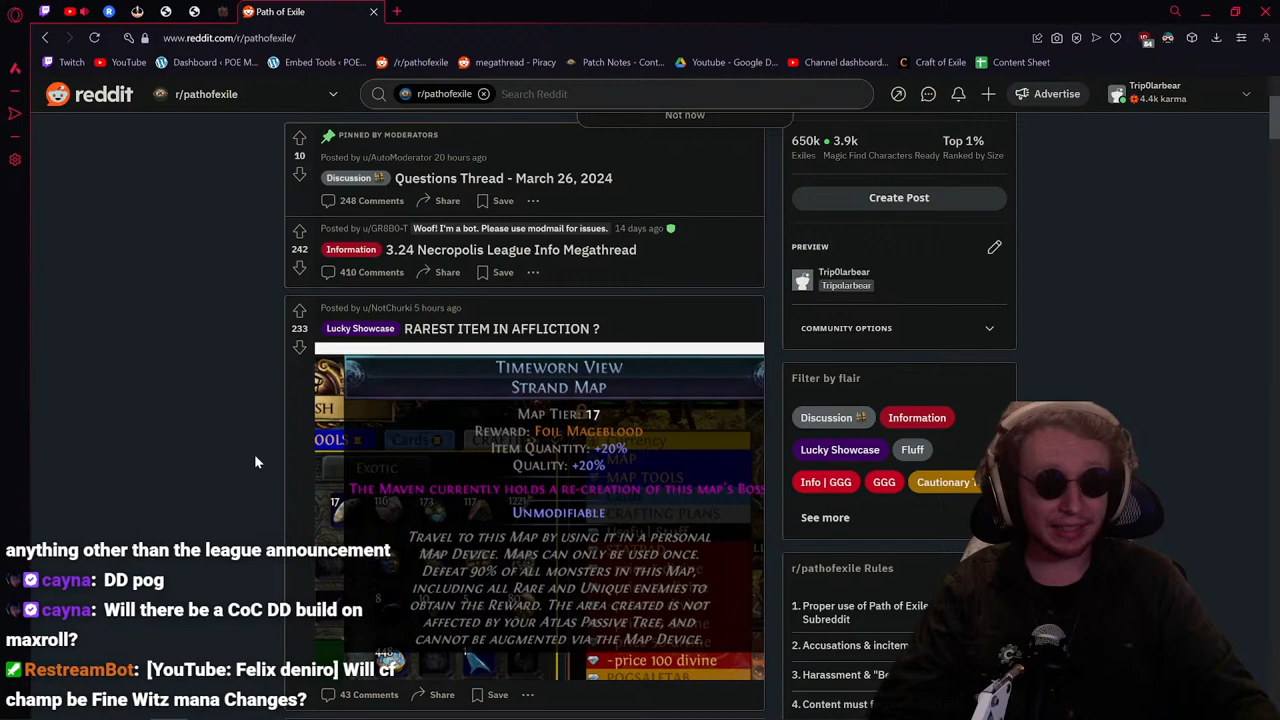 Path of Exile
www.reddit.com/r/pathofexile/
84
Twitch
YouTube
Dashboard ‹ POE M...
Embed Tools ‹ POE...
/r/pathofexile
megathread - Piracy
Patch Notes - Cont...
Youtube - Google D...
Channel dashboard...
Craft of Exile
Content Sheet
reddit
r/pathofexile
r/pathofexile
Search Reddit
Advertise
Trip0larbear
4.4k karma
Not now
PINNED BY MODERATORS
10
Posted by u/AutoModerator 20 hours ago
Discussion
Questions Thread - March 26, 2024
248 Comments
Share
Save
Posted by u/GR8B0-T
Woof! I'm a bot. Please use modmail for issues.
14 days ago
242
Information
3.24 Necropolis League Info Megathread
410 Comments
Share
Save
Posted by u/NotChurki 5 hours ago
233
Lucky Showcase
RAREST ITEM IN AFFLICTION ?
TIMEWORN VIEW
STRAND MAP
MAP TIER: 17
REWARD: FOIL MAGEBLOOD
ITEM QUANTITY: +20%
QUALITY: +20%
THE MAVEN CURRENTLY HOLDS A RE-CREATION OF THIS MAP'S BOSS
UNMODIFIABLE
TRAVEL TO THIS MAP BY USING IT IN A PERSONAL
MAP DEVICE. MAPS CAN ONLY BE USED ONCE.
DEFEAT 90% OF ALL MONSTERS IN THIS MAP,
INCLUDING ALL RARE AND UNIQUE ENEMIES TO
OBTAIN THE REWARD. THE AREA CREATED IS NOT
AFFECTED BY YOUR ATLAS PASSIVE TREE, AND
CANNOT BE AUGMENTED VIA THE MAP DEVICE.
EXOTIC
MAP TOOLS
-price 100 divine
43 Comments
Share
Save
650k
3.9k
Top 1%
Exiles
Magic Find Characters Ready
Ranked by Size
Create Post
PREVIEW
Trip0larbear
Tripolarbear
COMMUNITY OPTIONS
Filter by flair
Discussion
Information
Lucky Showcase
Fluff
Info | GGG
GGG
Cautionary T
See more
r/pathofexile Rules
1. Proper use of Path of Exile
Subreddit
2. Accusations & incitem
3. Harassment & "Be
4. Content must
anything other than the league announcement
cayna: DD pog
cayna: Will there be a CoC DD build on
maxroll?
RestreamBot: [YouTube: Felix deniro] Will cf
champ be Fine Witz mana Changes?